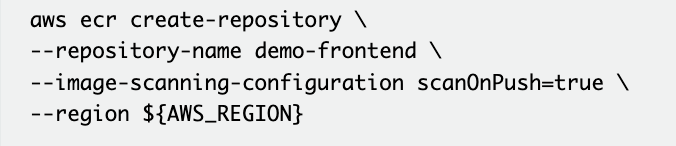 aws ecr create-repository \
--repository-name demo-frontend \
--image-scanning-configuration scanOnPush=true \
--region ${AWS_REGION}